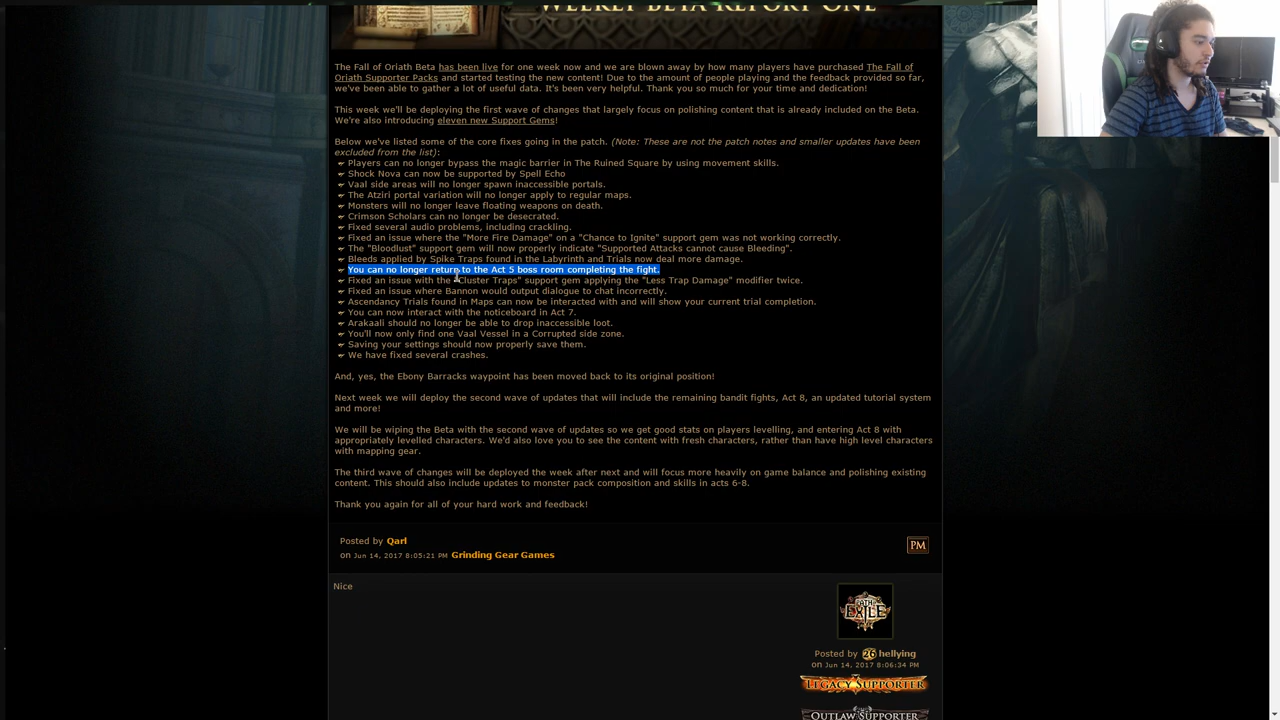 WEEKLY BETA REPORT ONE
The Fall of Oriath Beta has been live for one week now and we are blown away by how many players have purchased The Fall of
Oriath Supporter Packs and started testing the new content! Due to the amount of people playing and the feedback provided so far,
we've been able to gather a lot of useful data. It's been very helpful. Thank you so much for your time and dedication!
This week we'll be deploying the first wave of changes that largely focus on polishing content that is already included on the Beta.
We're also introducing eleven new Support Gems!
Below we've listed some of the core fixes going in the patch. (Note: These are not the patch notes and smaller updates have been
excluded from the list):
Players can no longer bypass the magic barrier in The Ruined Square by using movement skills.
Shock Nova can now be supported by Spell Echo
Vaal side areas will no longer spawn inaccessible portals.
The Atziri portal variation will no longer apply to regular maps.
Monsters will no longer leave floating weapons on death.
Crimson Scholars can no longer be desecrated.
Fixed several audio problems, including crackling.
Fixed an issue where the "More Fire Damage" on a "Chance to Ignite" support gem was not working correctly.
The "Bloodlust" support gem will now properly indicate "Supported Attacks cannot cause Bleeding".
Bleeds applied by Spike Traps found in the Labyrinth and Trials now deal more damage.
You can no longer return to the Act 5 boss room completing the fight.
Fixed an issue with the "Cluster Traps" support gem applying the "Less Trap Damage" modifier twice.
Fixed an issue where Bannon would output dialogue to chat incorrectly.
Ascendancy Trials found in Maps can now be interacted with and will show your current trial completion.
You can now interact with the noticeboard in Act 7.
Arakaali should no longer be able to drop inaccessible loot.
You'll now only find one Vaal Vessel in a Corrupted side zone.
Saving your settings should now properly save them.
We have fixed several crashes.
And, yes, the Ebony Barracks waypoint has been moved back to its original position!
Next week we will deploy the second wave of updates that will include the remaining bandit fights, Act 8, an updated tutorial system
and more!
We will be wiping the Beta with the second wave of updates so we get good stats on players levelling, and entering Act 8 with
appropriately levelled characters. We'd also love you to see the content with fresh characters, rather than have high level characters
with mapping gear.
The third wave of changes will be deployed the week after next and will focus more heavily on game balance and polishing existing
content. This should also include updates to monster pack composition and skills in acts 6-8.
Thank you again for all of your hard work and feedback!
Posted by Qarl
on Jun 14, 2017 8:05:21 PM Grinding Gear Games
PM
Nice
PATH OF EXILE
Posted by 26 hellying
on Jun 14, 2017 8:06:34 PM
LEGACY SUPPORTER
OUTLAW SUPPORTER